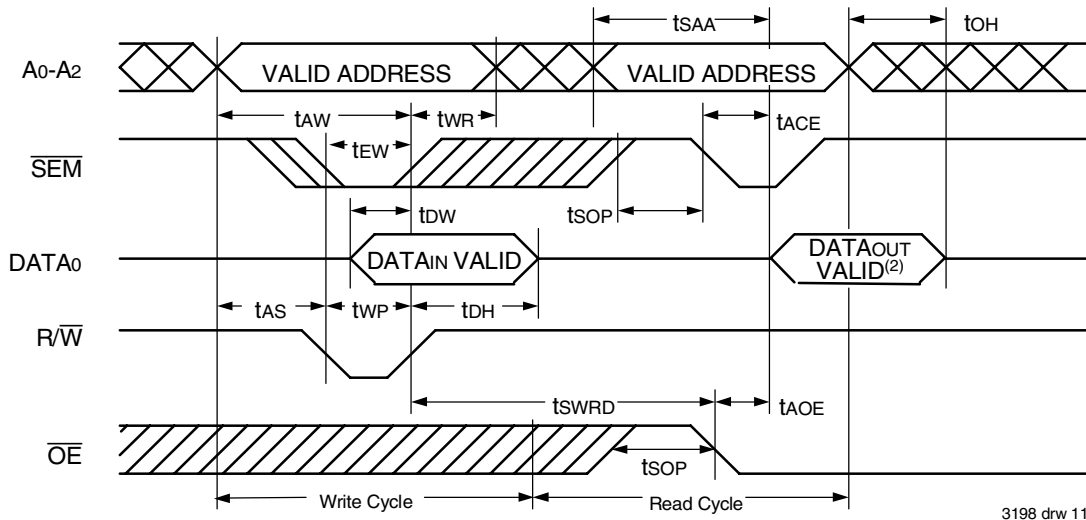 tSAA
tOH
A0-A2
VALID ADDRESS
VALID ADDRESS
tAW
tWR
tACE
tEW
SEM
tDW
tSOP
DATA0
DATAIN VALID
DATAOUT
VALID(2)
tAS
tWP
tDH
R/W
tSWRD
tAOE
OE
tSOP
Write Cycle
Read Cycle
3198 drw 11